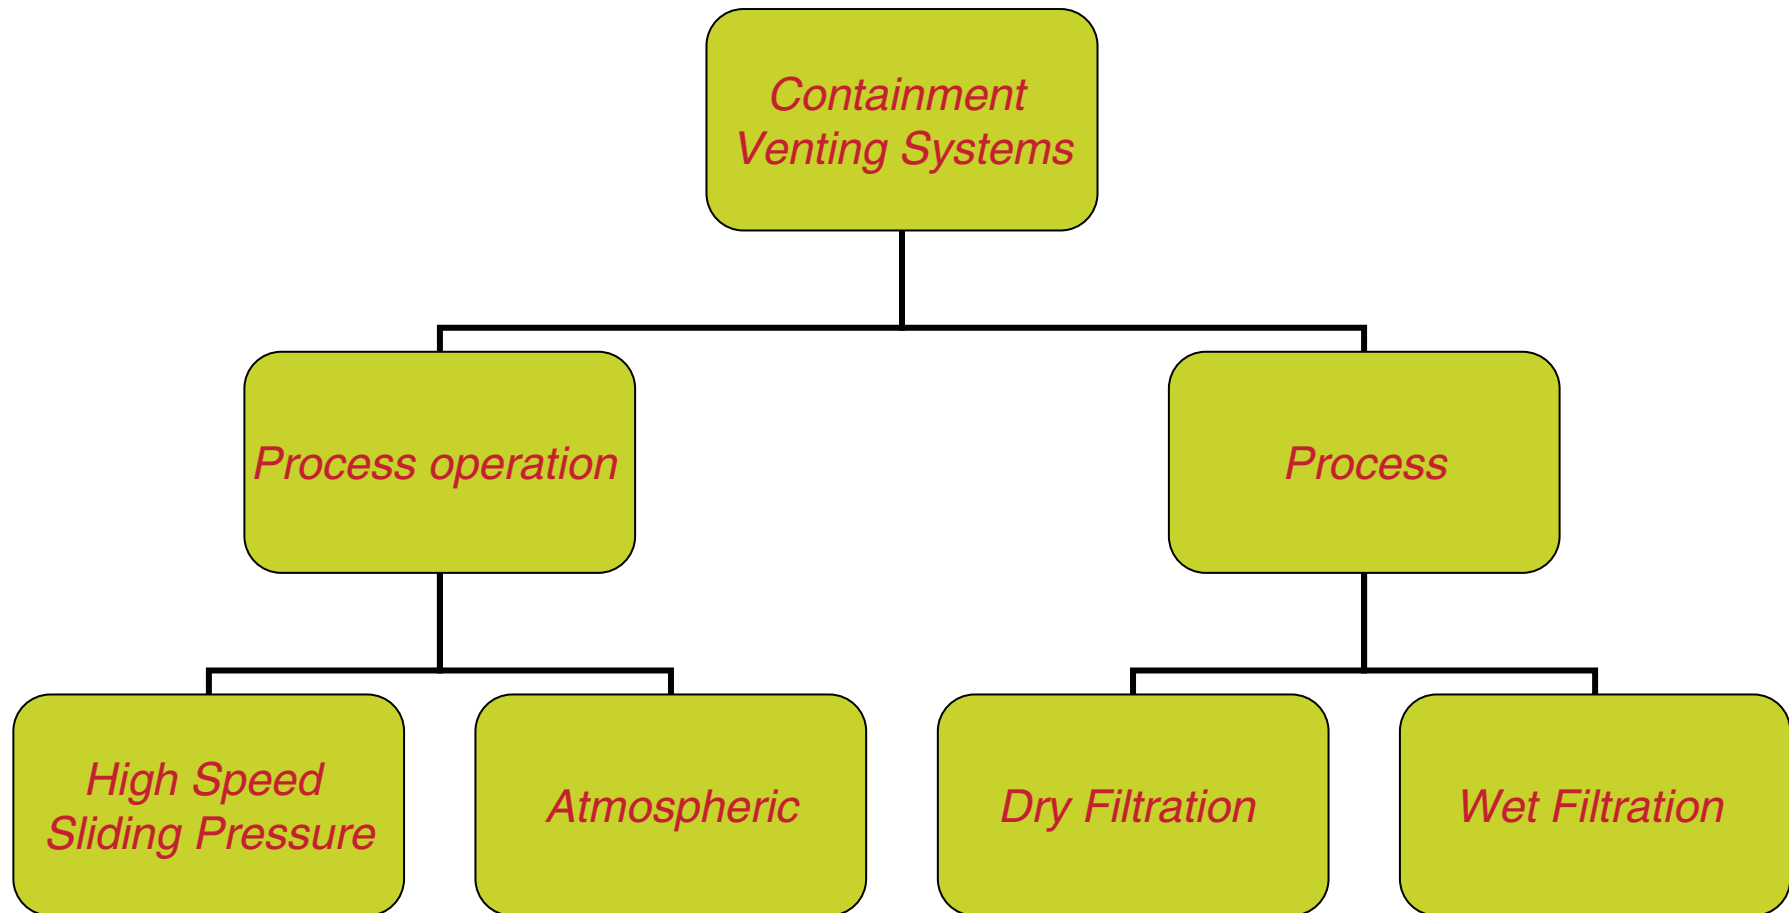 Containment
Venting Systems
Process operation
Process
High Speed
Sliding Pressure
Atmospheric
Dry Filtration
Wet Filtration